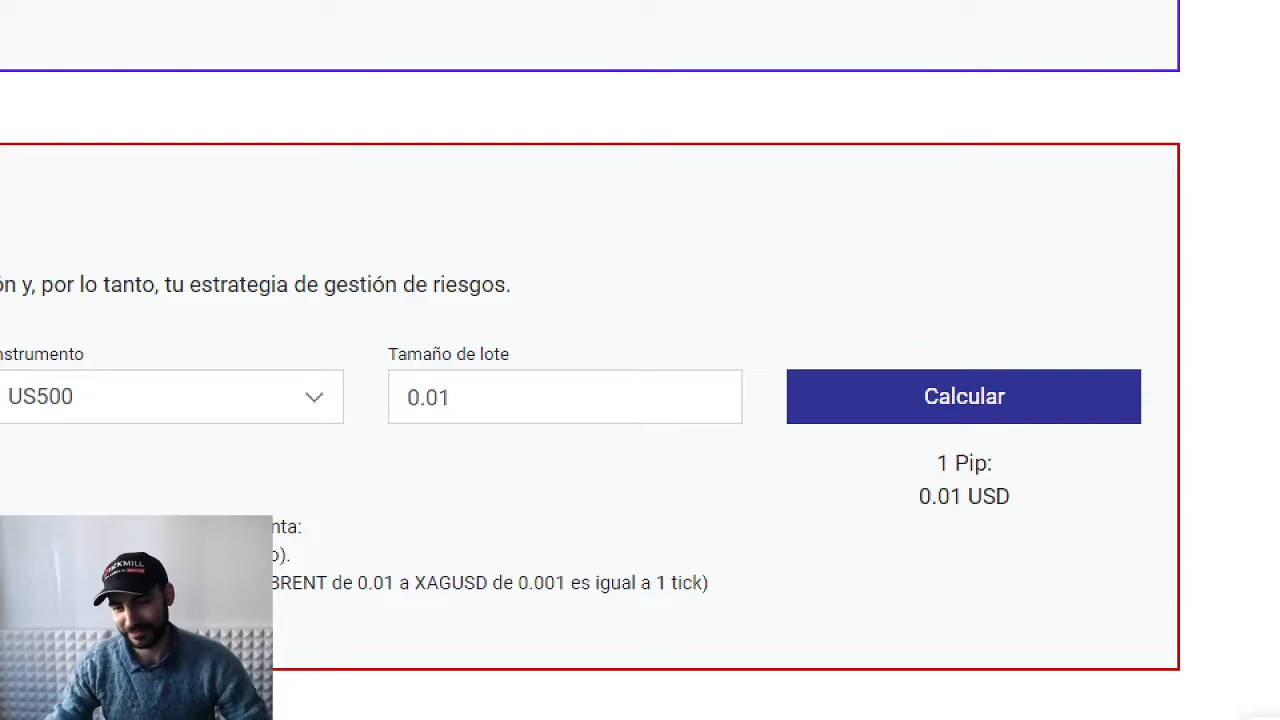 ón y, por lo tanto, tu estrategia de gestión de riesgos.
nstrumento
Tamaño de lote
US500
0.01
Calcular
1 Pip:
0.01 USD
nta:
o).
BRENT de 0.01 a XAGUSD de 0.001 es igual a 1 tick)
TICKMILL